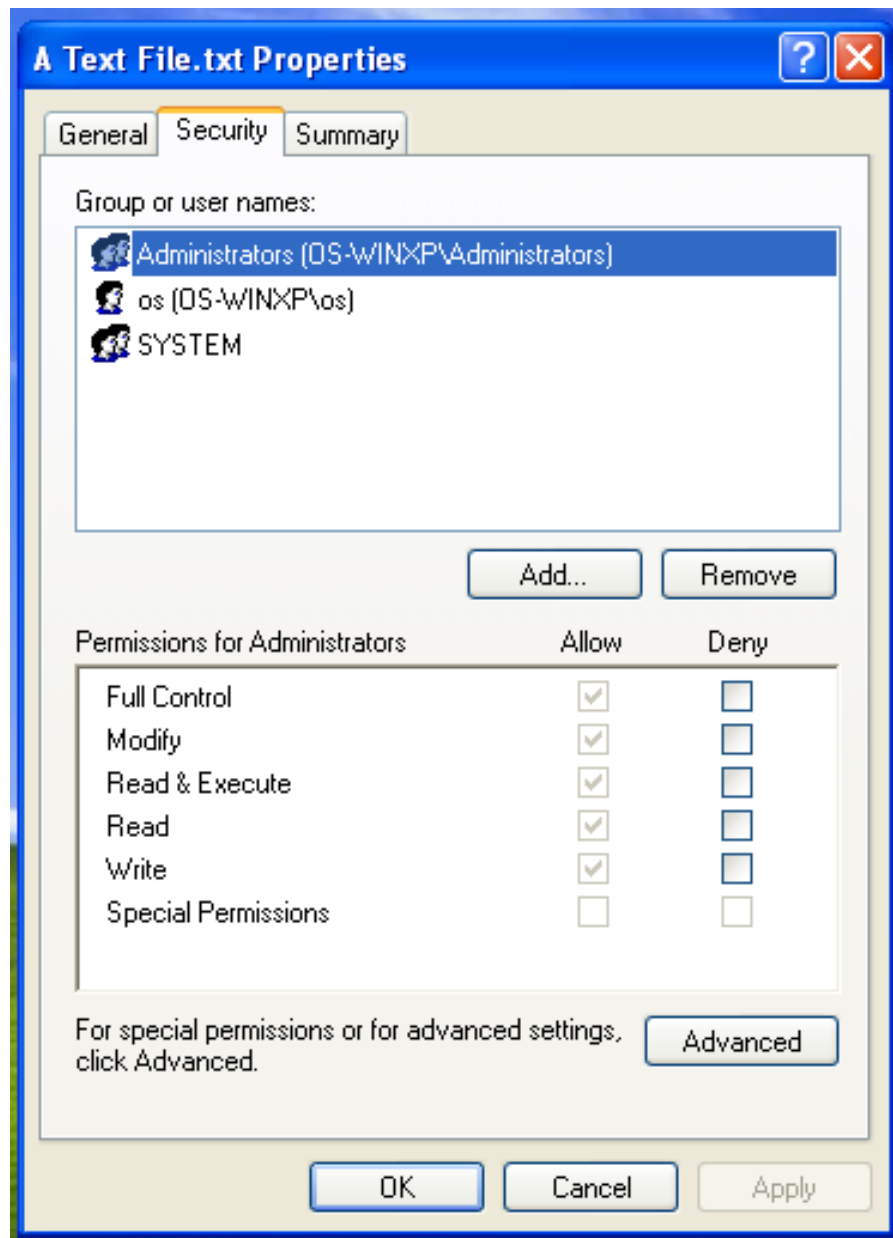 A Text File.txt Properties
General Security Summary
Group or user names:
Administrators (OS-WINXP\Administrators)
os (OS-WINXP\os)
SYSTEM
Add... Remove
Permissions for Administrators Allow Deny
Full Control
Modify
Read & Execute
Read
Write
Special Permissions
For special permissions or for advanced settings,
click Advanced.
Advanced
OK Cancel Apply